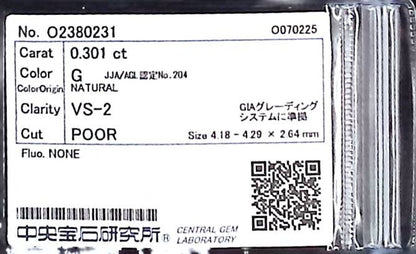 No. O2380231 O070225
Carat 0.301 ct
Color G JJA/AGL認定No.204
ColorOrigin NATURAL
Clarity VS-2 GIAグレーディング
システムに準拠
Cut POOR Size 4.18 - 4.29 × 2.64 mm
Fluo. NONE
中央宝石研究所® CENTRAL GEM
LABORATORY